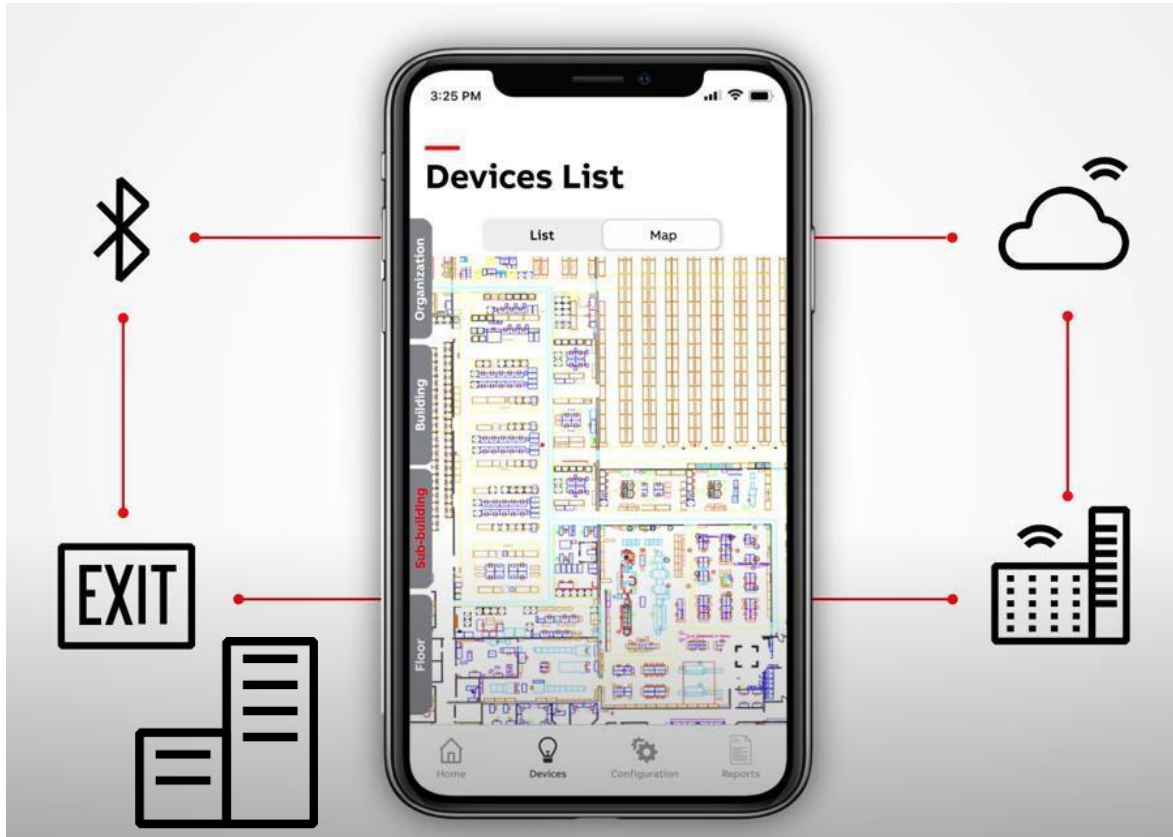 3:25 PM
Devices List
List
Map
Organization
Building
Sub-building
Floor
EXIT
Home
Devices
Configuration
Reports